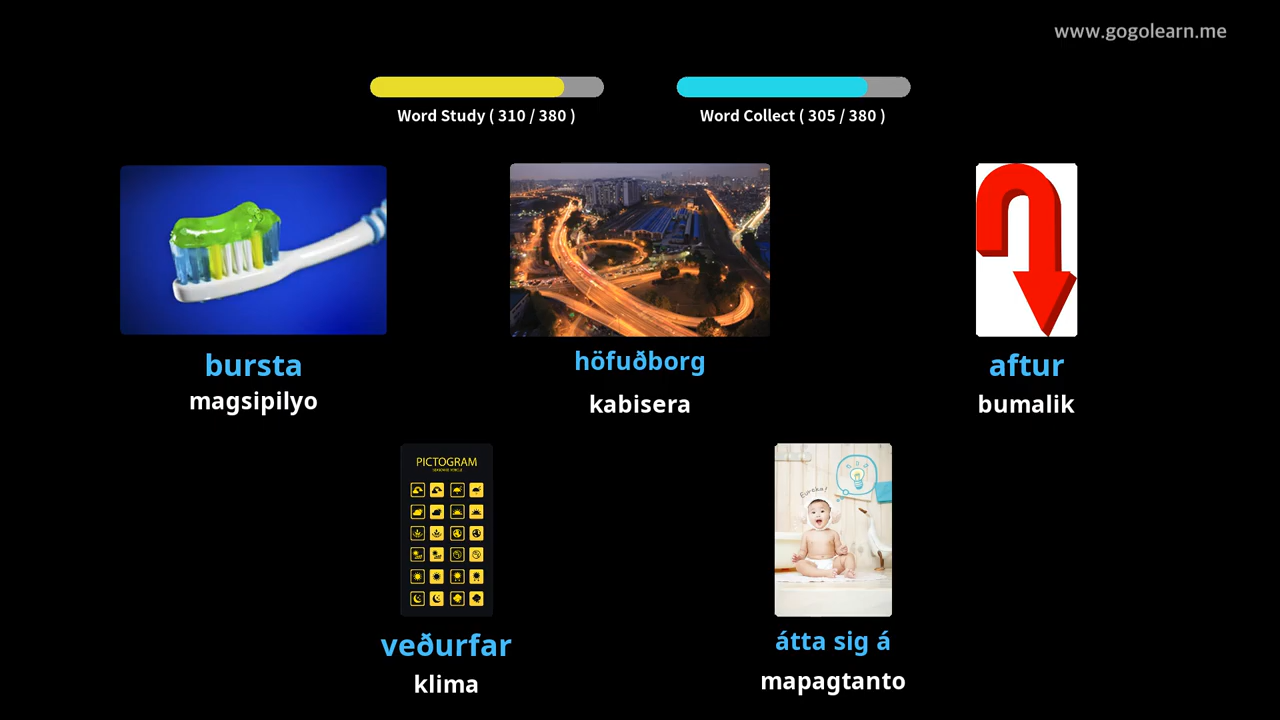 www.gogolearn.me
Word Study ( 310 / 380 )
Word Collect ( 305 / 380 )
bursta
magsipilyo
höfuðborg
kabisera
aftur
bumalik
PICTOGRAM
Eureka!
veðurfar
klima
átta sig á
mapagtanto